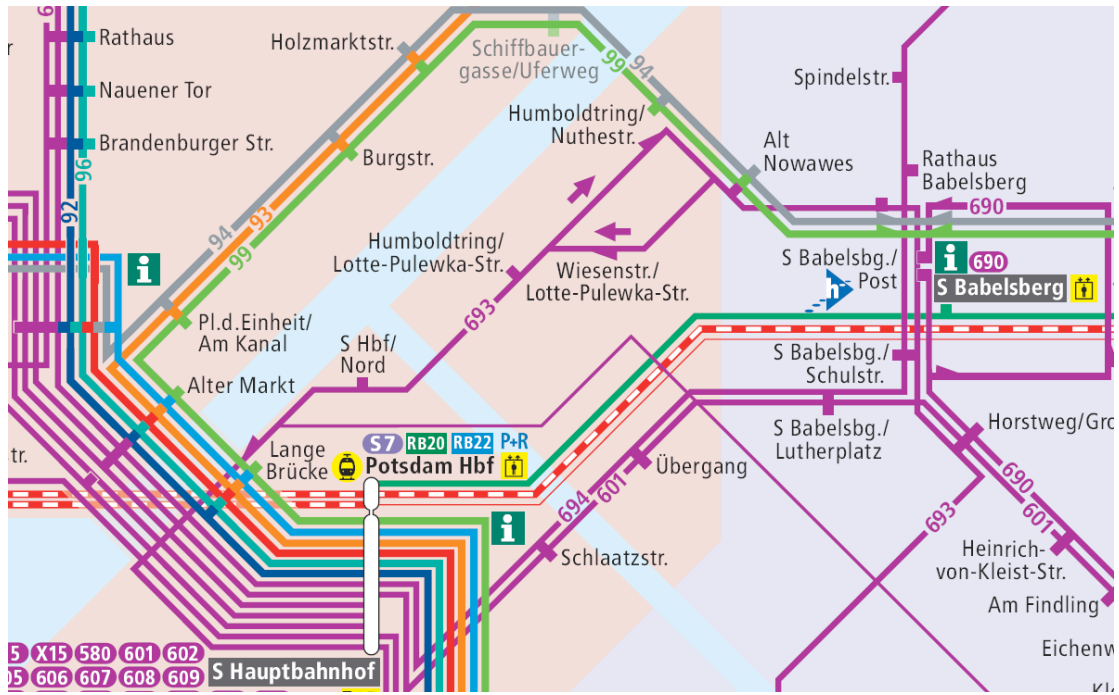 Rathaus
Nauener Tor
Brandenburger Str.
96
92
Holzmarktstr.
Schiffbauer-
gasse/Uferweg
99
94
Spindelstr.
Humboldtring/
Nuthestr.
Alt
Nowawes
Rathaus
Babelsberg
690
Burgstr.
94
93
99
Humboldtring/
Lotte-Pulewka-Str.
Wiesenstr./
Lotte-Pulewka-Str.
S Babelsbg./
Post
h
i
690
S Babelsberg
i
693
Pl.d.Einheit/
Am Kanal
S Hbf/
Nord
Alter Markt
S Babelsbg./
Schulstr.
S Babelsbg./
Lutherplatz
Horstweg/Gro
str.
Lange
Brücke
S7 RB20 RB22 P+R
Potsdam Hbf
Übergang
690
601
694
601
693
i
Schlaatzstr.
Heinrich-
von-Kleist-Str.
Am Findling
Eichenw
5 X15 580 601 602
05 606 607 608 609
S Hauptbahnhof